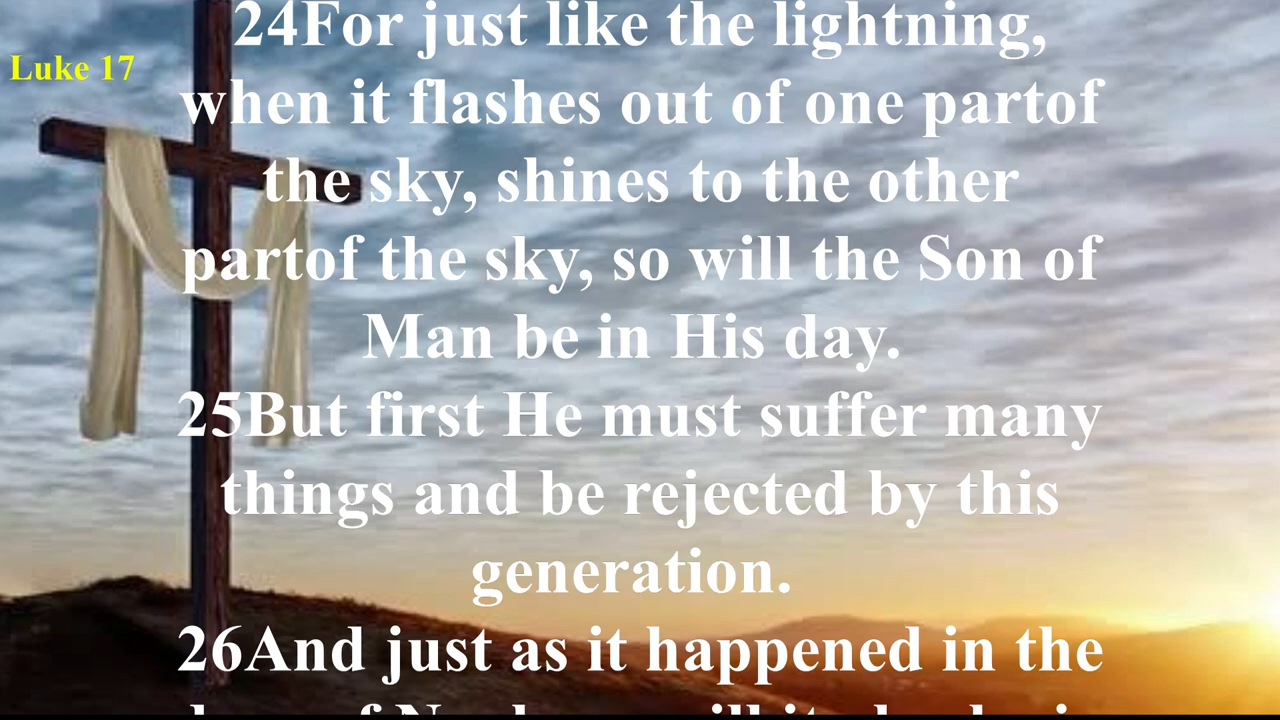 24For just like the lightning,
Luke 17
when it flashes out of one partof
the sky, shines to the other
partof the sky, so will the Son of
Man be in His day.
25But first He must suffer many
things and be rejected by this
generation.
26And just as it happened in the